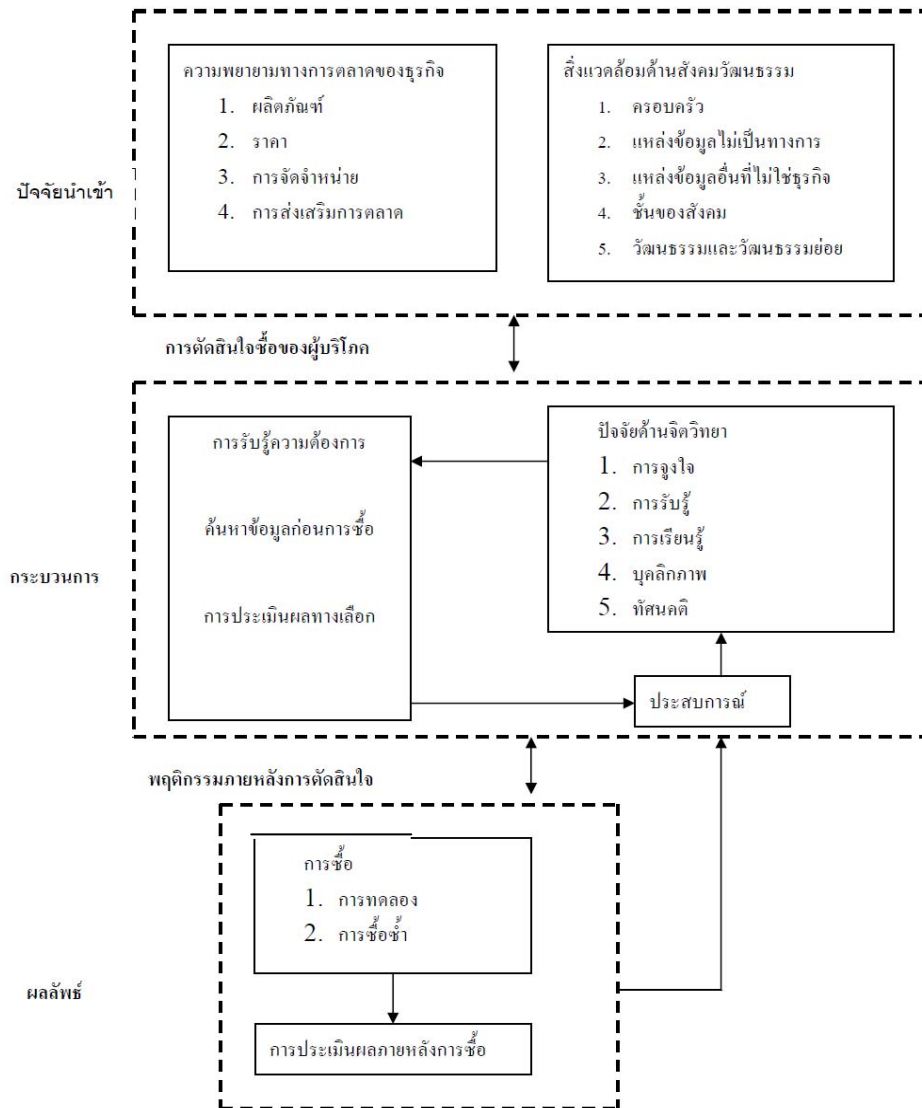 ความพยายามทางการตลาดของธุรกิจ
1. ผลิตภัณฑ์
2. ราคา
3. การจัดจำหน่าย
4. การส่งเสริมการตลาด
สิ่งแวดล้อมด้านสังคมวัฒนธรรม
1. ครอบครัว
2. แหล่งข้อมูลไม่เป็นทางการ
3. แหล่งข้อมูลอื่นที่ไม่ใช่ธุรกิจ
4. ชั้นของสังคม
5. วัฒนธรรมและวัฒนธรรมย่อย
ปัจจัยนำเข้า
การตัดสินใจซื้อของผู้บริโภค
การรับรู้ความต้องการ
ค้นหาข้อมูลก่อนการซื้อ
การประเมินผลทางเลือก
ปัจจัยด้านจิตวิทยา
1. การจูงใจ
2. การรับรู้
3. การเรียนรู้
4. บุคลิกภาพ
5. ทัศนคติ
กระบวนการ
ประสบการณ์
พฤติกรรมภายหลังการตัดสินใจ
การซื้อ
1. การทดลอง
2. การซื้อซ้ำ
ผลลัพธ์
การประเมินผลภายหลังการซื้อ